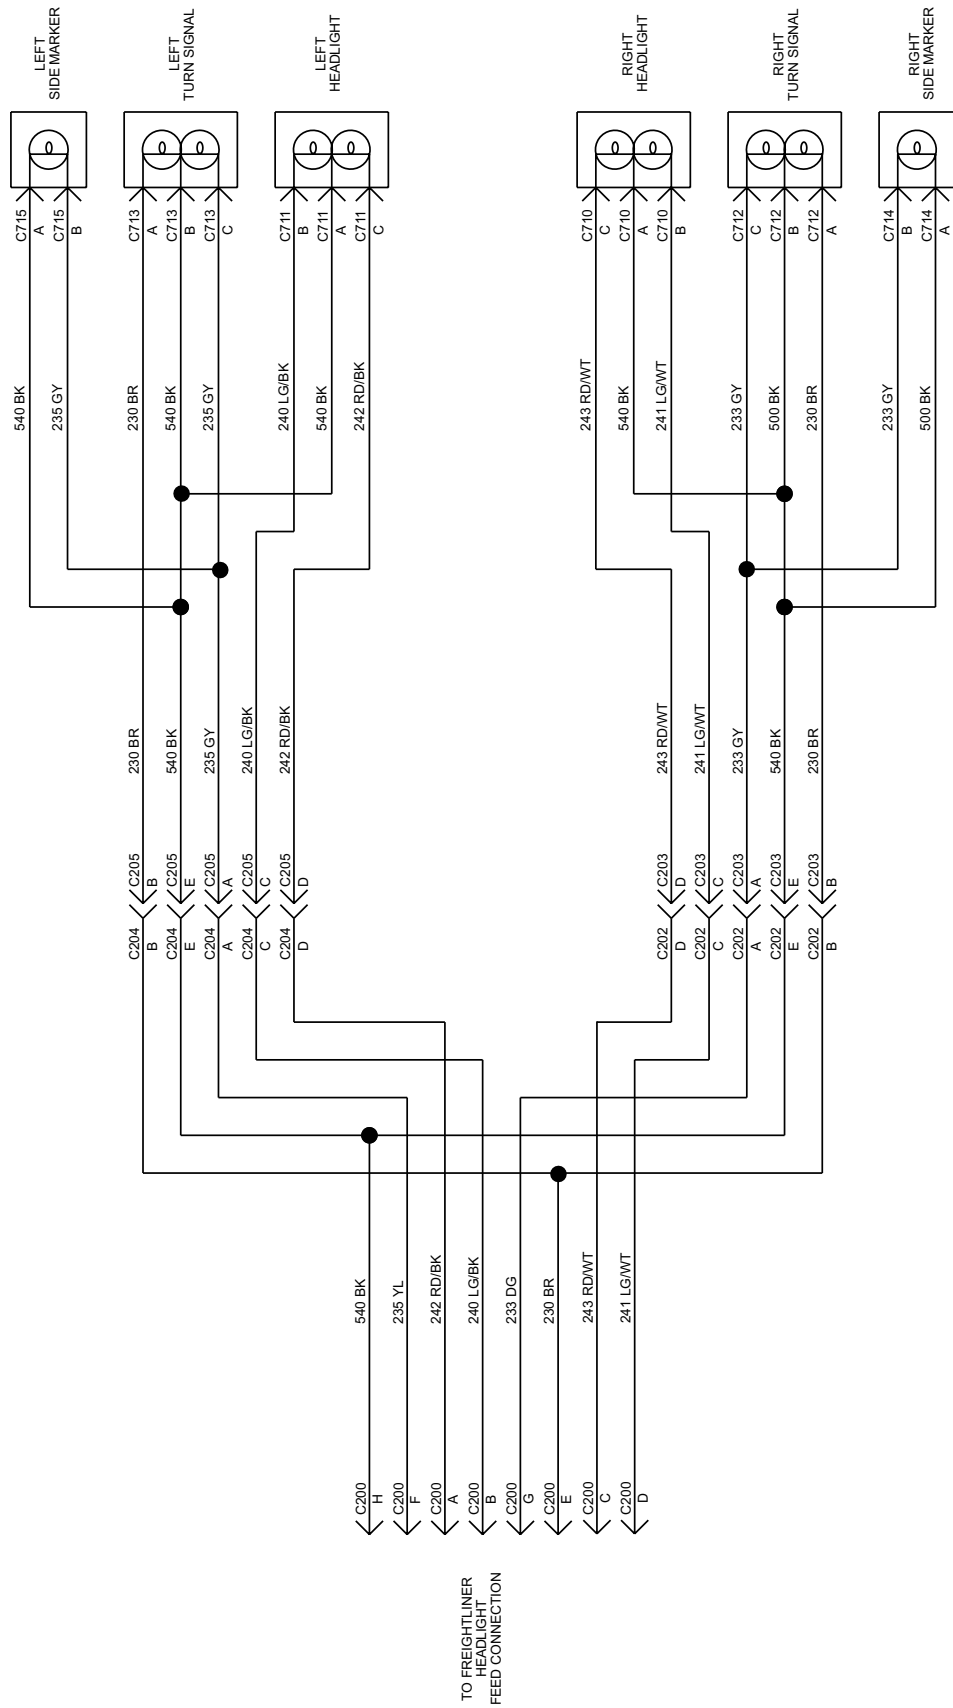 LEFT
SIDE MARKER
LEFT
TURN SIGNAL
LEFT
HEADLIGHT
RIGHT
HEADLIGHT
RIGHT
TURN SIGNAL
RIGHT
SIDE MARKER
C715
A
C715
B
C713
A
C713
B
C713
C
C711
B
C711
A
C711
C
C710
C
C710
A
C710
B
C712
C
C712
B
C712
A
C714
B
C714
A
540 BK
235 GY
230 BR
540 BK
235 GY
240 LG/BK
540 BK
242 RD/BK
243 RD/WT
540 BK
241 LG/WT
233 GY
500 BK
230 BR
233 GY
500 BK
230 BR
540 BK
235 GY
240 LG/BK
242 RD/BK
243 RD/WT
241 LG/WT
233 GY
540 BK
230 BR
C205
B
C205
E
C205
A
C205
C
C205
D
C203
D
C203
C
C203
A
C203
E
C203
B
C204
B
C204
E
C204
A
C204
C
C204
D
C202
D
C202
C
C202
A
C202
E
C202
B
540 BK
235 YL
242 RD/BK
240 LG/BK
233 DG
230 BR
243 RD/WT
241 LG/WT
C200
H
C200
F
C200
A
C200
B
C200
G
C200
E
C200
C
C200
D
TO FREIGHTLINER
HEADLIGHT
FEED CONNECTION